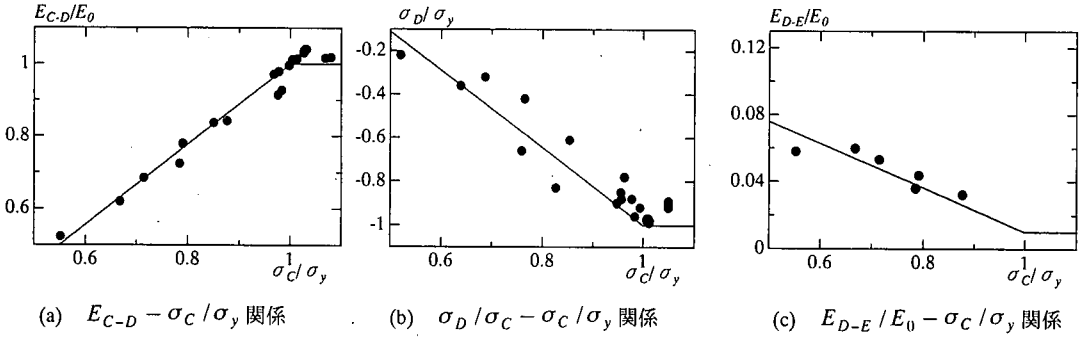 E_{C-D}/E_0
1
0.8
0.6
0.6
0.8
1
σ_C/σ_y
(a) E_{C-D} − σ_C /σ_y 関係
σ_D/σ_y
-0.2
-0.4
-0.6
-0.8
-1
0.6
0.8
1
σ_C/σ_y
(b) σ_D /σ_C − σ_C /σ_y 関係
E_{D-E}/E_0
0.12
0.08
0.04
0
0.6
0.8
1
σ_C/σ_y
(c) E_{D-E} / E_0 − σ_C /σ_y 関係